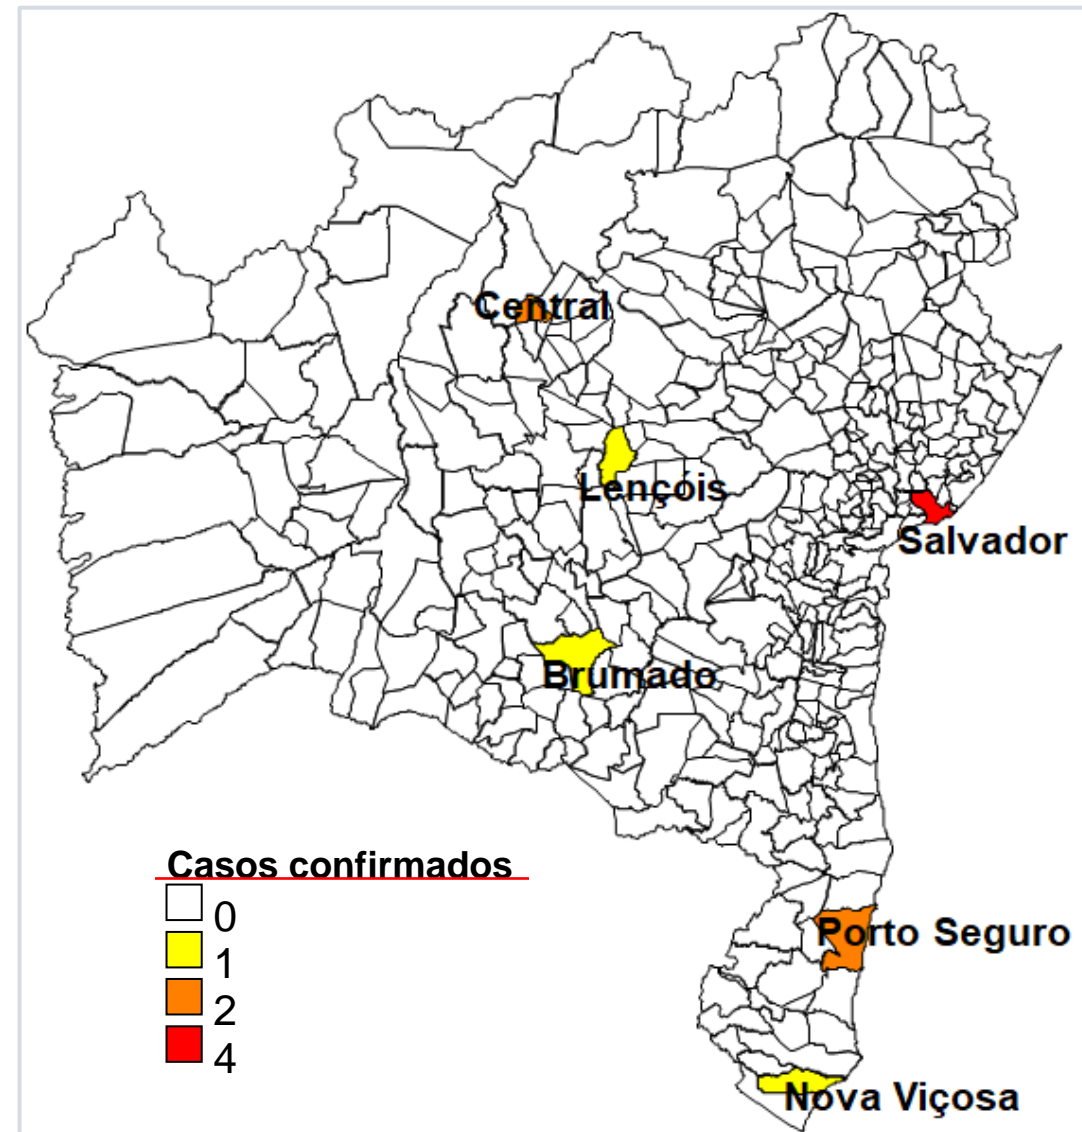 Central
Lençóis
Salvador
Brumado
Casos confirmados
0
1
2
4
Porto Seguro
Nova Viçosa